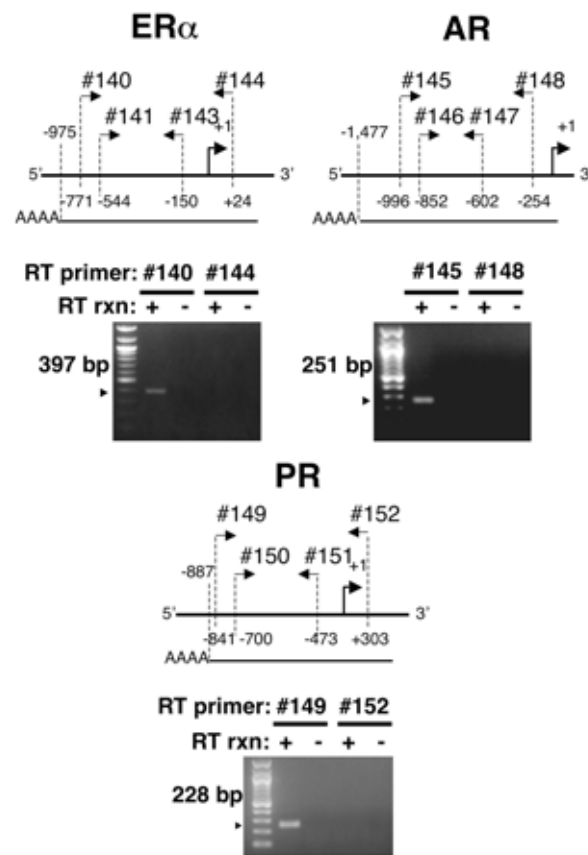 ERα
#140 #144
#141 #143
+1
-975
5' 3'
-771 -544 -150 +24
AAAA
RT primer: #140 #144
RT rxn: + - + -
397 bp
AR
#145 #148
#146 #147
+1
-1,477
5' 3'
-996 -852 -602 -254
AAAA
#145 #148
+ - + -
251 bp
PR
#149 #152
#150 #151
+1
-887
5' 3'
-841 -700 -473 +303
AAAA
RT primer: #149 #152
RT rxn: + - + -
228 bp